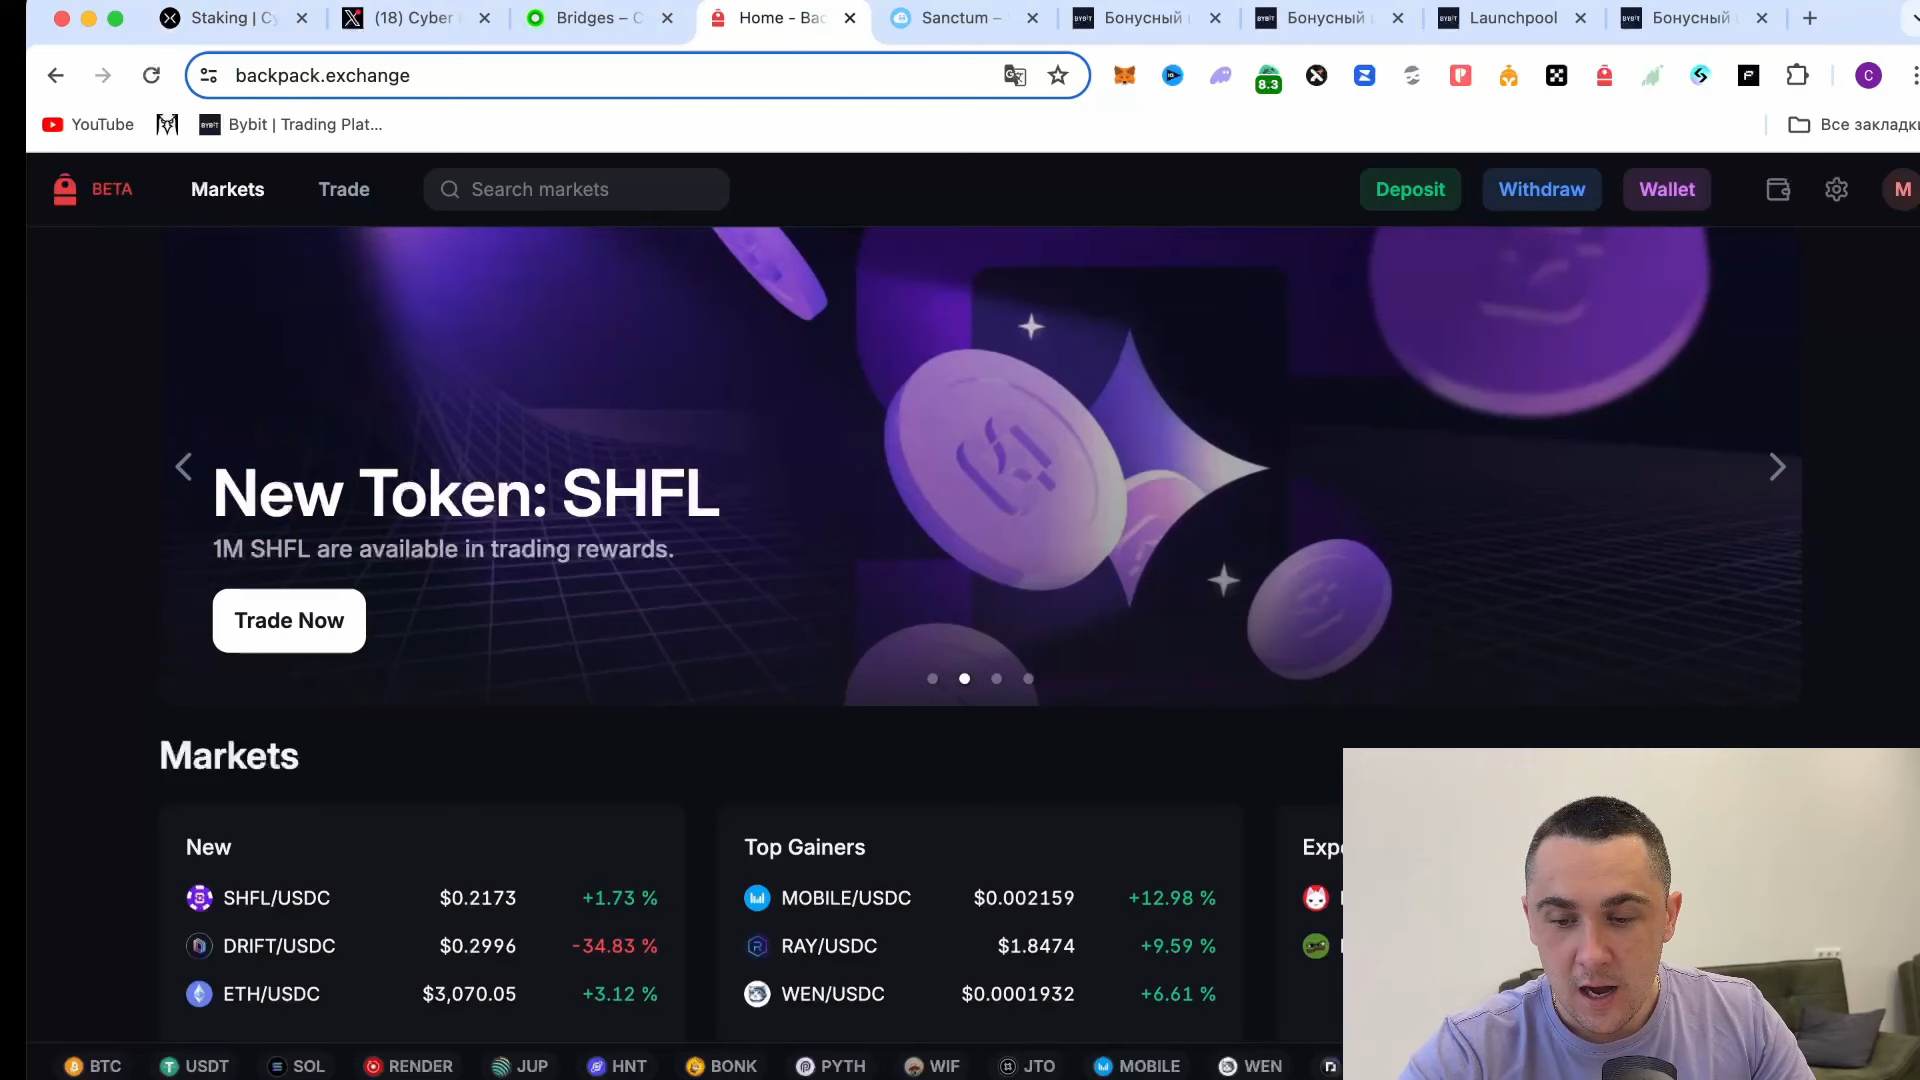 Staking | Cy
(18) Cyber
Bridges – C
Home - Bac
Sanctum –
Бонусный
Бонусный
Launchpool
Бонусный
backpack.exchange
8.3
C
YouTube
BYBIT
Bybit | Trading Plat...
Все закладки
BETA
Markets
Trade
Search markets
Deposit
Withdraw
Wallet
M
New Token: SHFL
1M SHFL are available in trading rewards.
Trade Now
Markets
New
SHFL/USDC $0.2173 +1.73 %
DRIFT/USDC $0.2996 -34.83 %
ETH/USDC $3,070.05 +3.12 %
Top Gainers
MOBILE/USDC $0.002159 +12.98 %
RAY/USDC $1.8474 +9.59 %
WEN/USDC $0.0001932 +6.61 %
Expe
BTC USDT SOL RENDER JUP HNT BONK PYTH WIF JTO MOBILE WEN